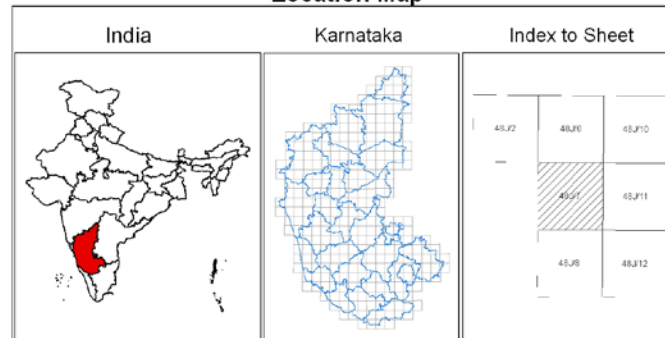 Location Map
India
Karnataka
Index to Sheet
48J/2
48J/6
48J/10
48J/7
48J/11
48J/8
48J/12